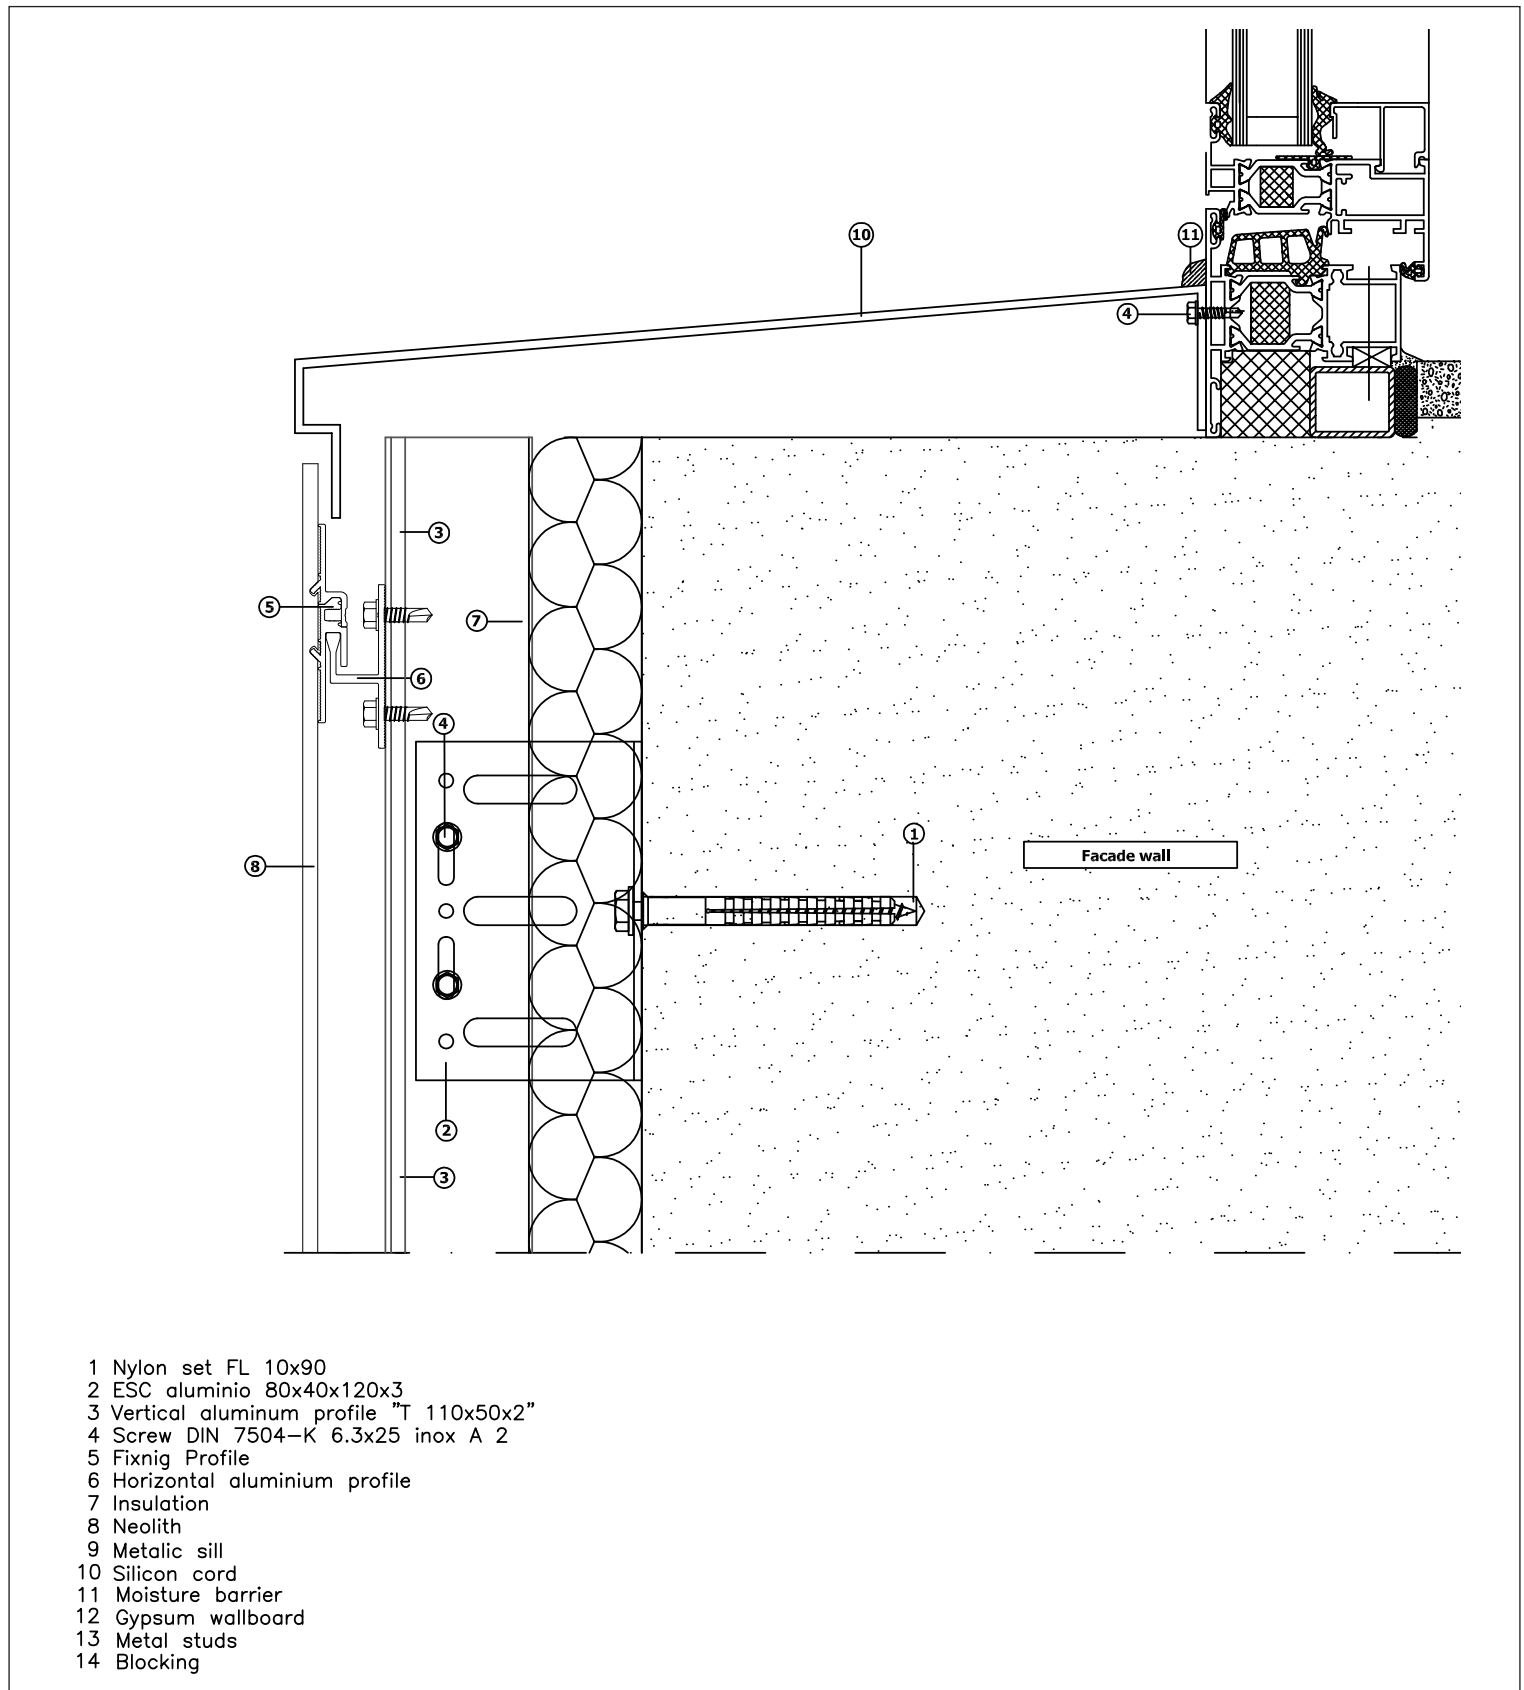 10
11
4
3
5
7
6
4
1
Facade wall
8
2
3
1 Nylon set FL 10x90
2 ESC aluminio 80x40x120x3
3 Vertical aluminum profile "T 110x50x2"
4 Screw DIN 7504-K 6.3x25 inox A 2
5 Fixnig Profile
6 Horizontal aluminium profile
7 Insulation
8 Neolith
9 Metalic sill
10 Silicon cord
11 Moisture barrier
12 Gypsum wallboard
13 Metal studs
14 Blocking